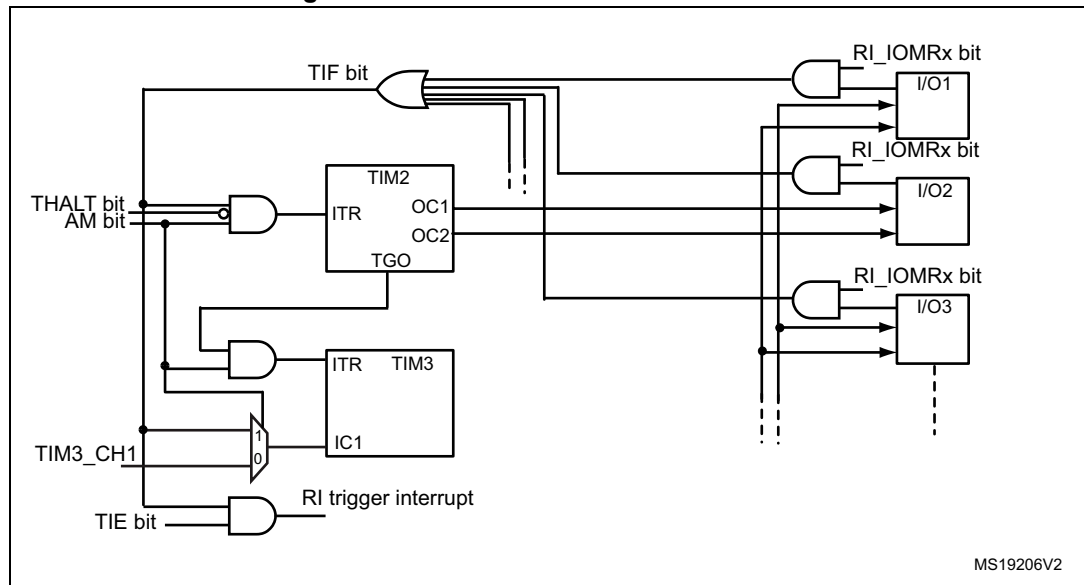 RI_IOMRx bit
TIF bit
I/O1
RI_IOMRx bit
TIM2
I/O2
THALT bit
AM bit
ITR
OC1
OC2
TGO
RI_IOMRx bit
I/O3
ITR
TIM3
1
IC1
TIM3_CH1
0
RI trigger interrupt
TIE bit
MS19206V2